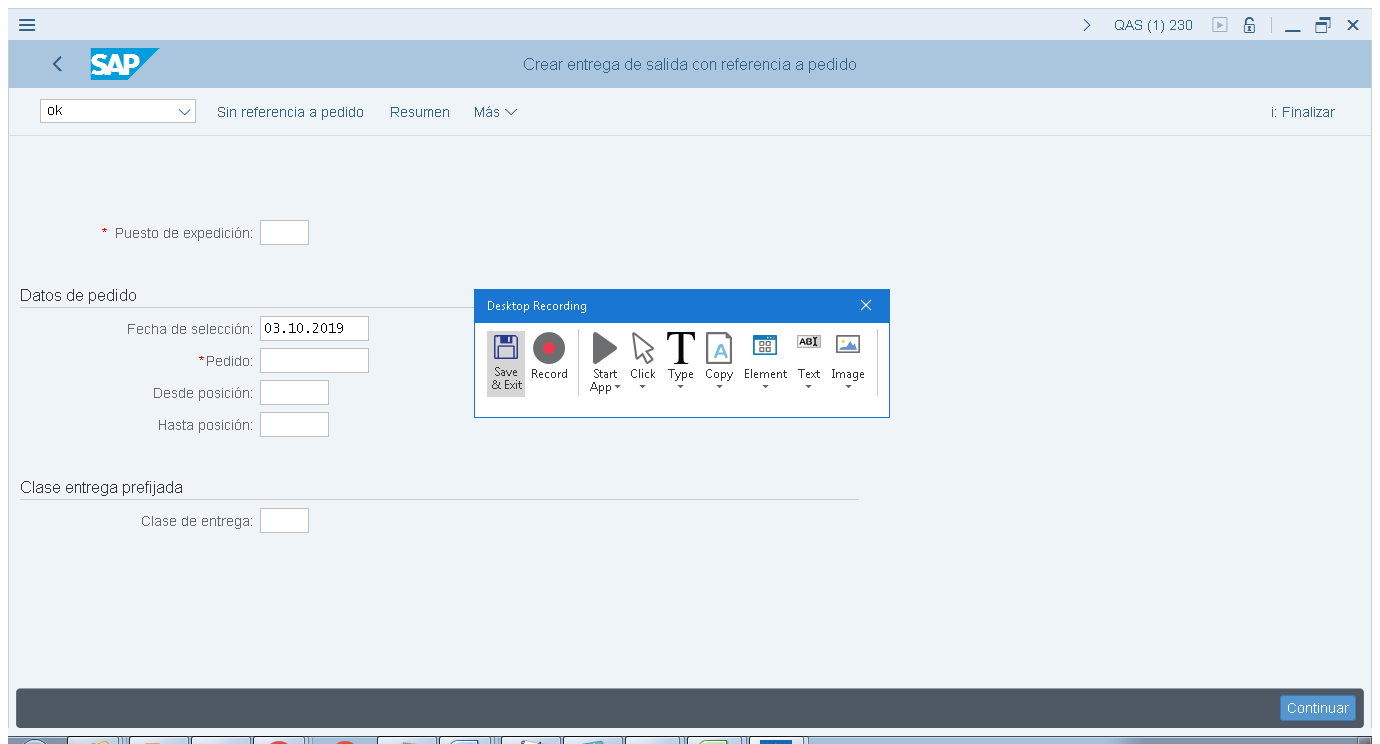 QAS (1) 230
SAP
Crear entrega de salida con referencia a pedido
ok Sin referencia a pedido Resumen Más i: Finalizar
* Puesto de expedición:
Datos de pedido
Fecha de selección: 03.10.2019
*Pedido:
Desde posición:
Hasta posición:
Desktop Recording
Save & Exit
Record
Start App
Click
Type
Copy
Element
ABI
Text
Image
Clase entrega prefijada
Clase de entrega:
Continuar